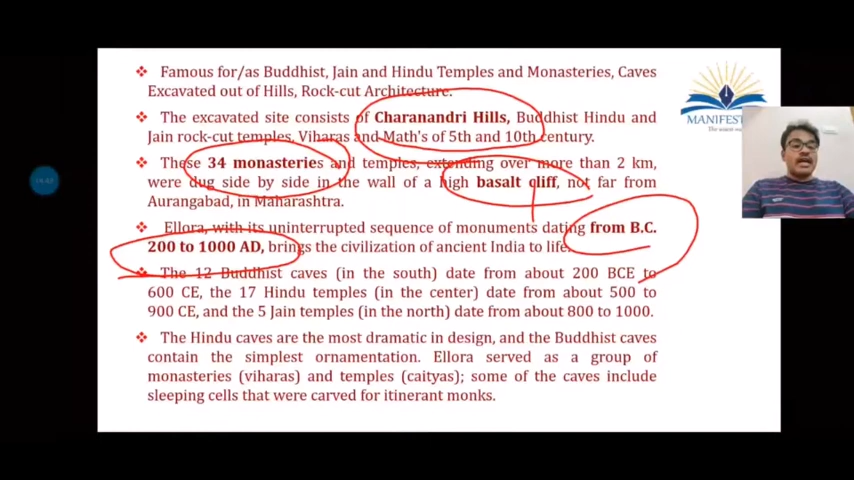 ❖ Famous for/as Buddhist, Jain and Hindu Temples and Monasteries, Caves
Excavated out of Hills, Rock-cut Architecture.
❖ The excavated site consists of Charanandri Hills, Buddhist Hindu and
Jain rock-cut temples, Viharas and Math's of 5th and 10th century.
❖ These 34 monasteries and temples, extending over more than 2 km,
were dug side by side in the wall of a high basalt cliff, not far from
Aurangabad, in Maharashtra.
❖ Ellora, with its uninterrupted sequence of monuments dating from B.C.
200 to 1000 AD, brings the civilization of ancient India to life.
❖ The 12 Buddhist caves (in the south) date from about 200 BCE to
600 CE, the 17 Hindu temples (in the center) date from about 500 to
900 CE, and the 5 Jain temples (in the north) date from about 800 to 1000.
❖ The Hindu caves are the most dramatic in design, and the Buddhist caves
contain the simplest ornamentation. Ellora served as a group of
monasteries (viharas) and temples (caityas); some of the caves include
sleeping cells that were carved for itinerant monks.
MANIFEST